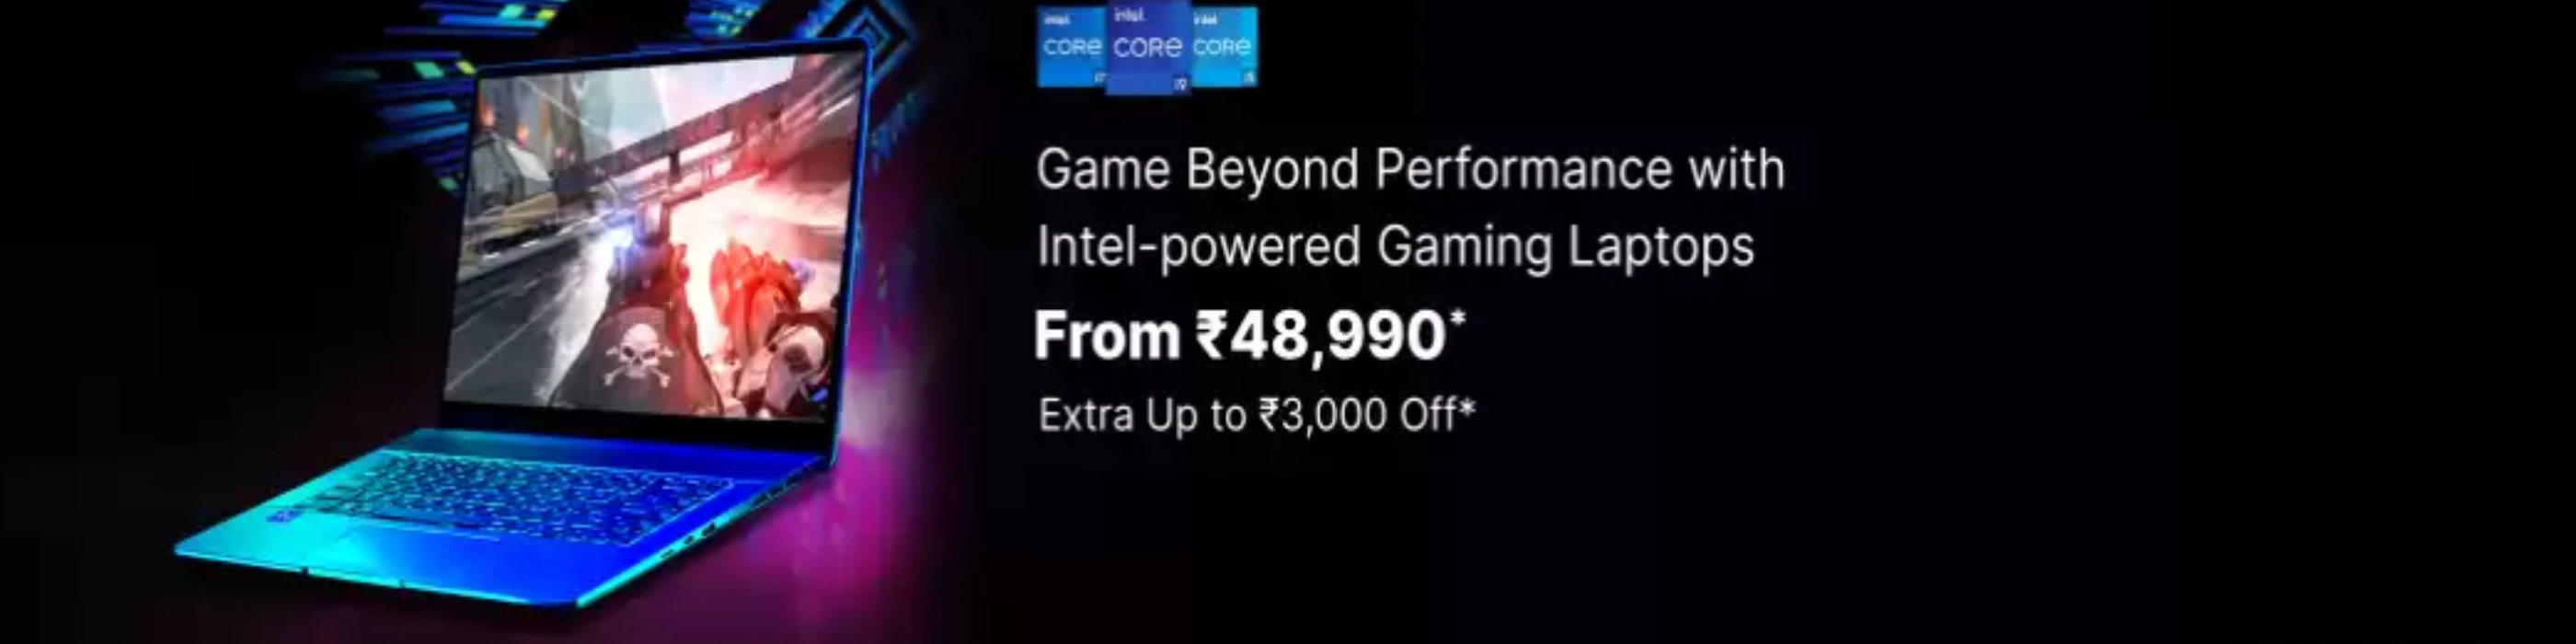 intel. intel. intel.
CORE CORE CORE
i7 i9 i5
Game Beyond Performance with
Intel-powered Gaming Laptops
From ₹48,990*
Extra Up to ₹3,000 Off*